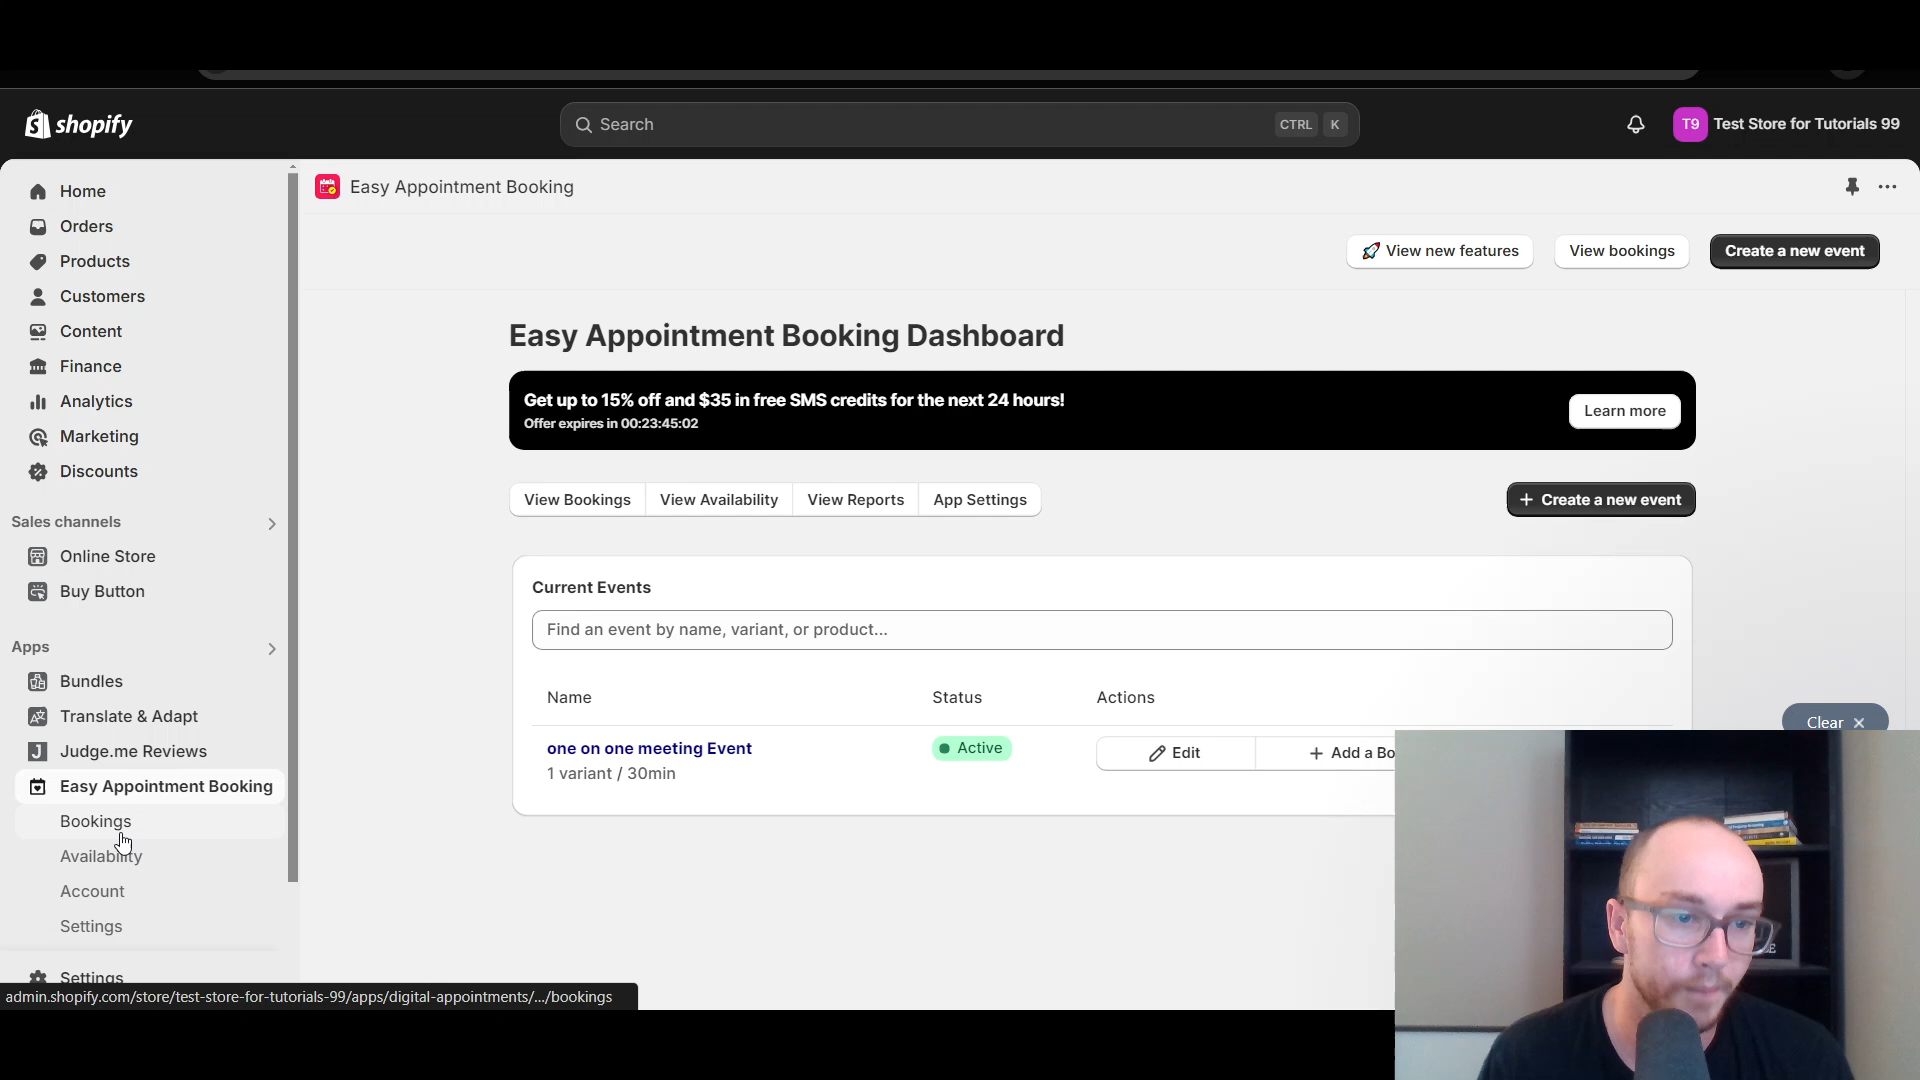 shopify
Search
CTRL K
T9 Test Store for Tutorials 99
Home
Orders
Products
Customers
Content
Finance
Analytics
Marketing
Discounts
Sales channels
Online Store
Buy Button
Apps
Bundles
Translate & Adapt
Judge.me Reviews
Easy Appointment Booking
Bookings
Availability
Account
Settings
Settings
admin.shopify.com/store/test-store-for-tutorials-99/apps/digital-appointments/.../bookings
Easy Appointment Booking
View new features
View bookings
Create a new event
Easy Appointment Booking Dashboard
Get up to 15% off and $35 in free SMS credits for the next 24 hours!
Offer expires in 00:23:45:02
Learn more
View Bookings
View Availability
View Reports
App Settings
+ Create a new event
Current Events
Find an event by name, variant, or product...
Name Status Actions
one on one meeting Event
1 variant / 30min
Active
Edit
+ Add a Bo
Clear ×